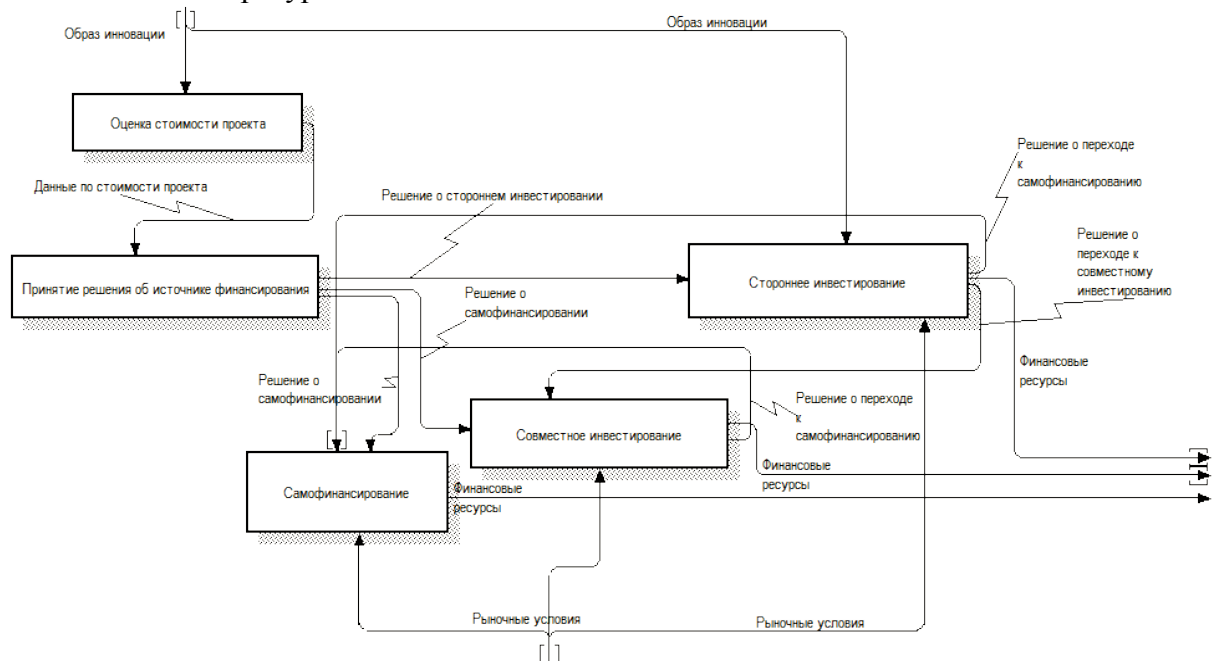 Образ инновации
Образ инновации
Оценка стоимости проекта
Решение о переходе
к
самофинансированию
Данные по стоимости проекта
Решение о стороннем инвестировании
Решение о
переходе к
совместному
инвестированию
Принятие решения об источнике финансирования
Стороннее инвестирование
Решение о
самофинансировании
Финансовые
ресурсы
Решение о
самофинансировании
Решение о переходе
к
самофинансированию
Совместное инвестирование
Финансовые
ресурсы
Самофинансирование
Финансовые
ресурсы
Рыночные условия
Рыночные условия